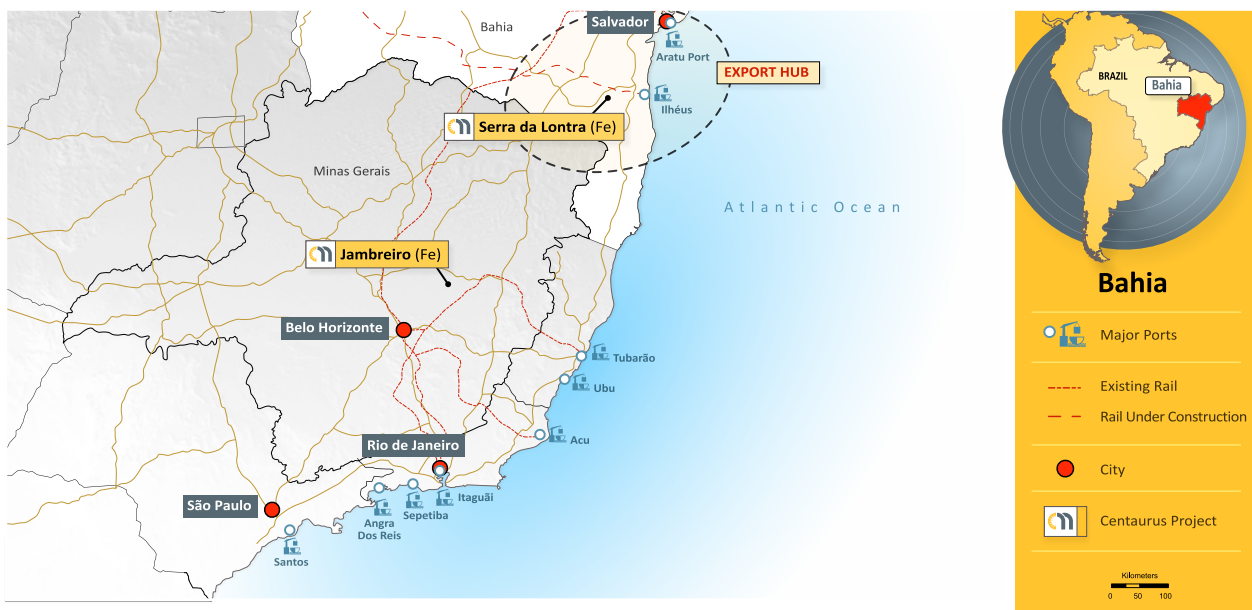 Salvador
Bahia
Aratu Port
EXPORT HUB
Ilhéus
Serra da Lontra (Fe)
Minas Gerais
Atlantic Ocean
Jambreiro (Fe)
Belo Horizonte
Tubarão
Ubu
Acu
Rio de Janeiro
Itaguãi
São Paulo
Sepetiba
Angra
Dos Reis
Santos
BRAZIL
Bahia
Bahia
Major Ports
Existing Rail
Rail Under Construction
City
Centaurus Project
Kilometers
0 50 100